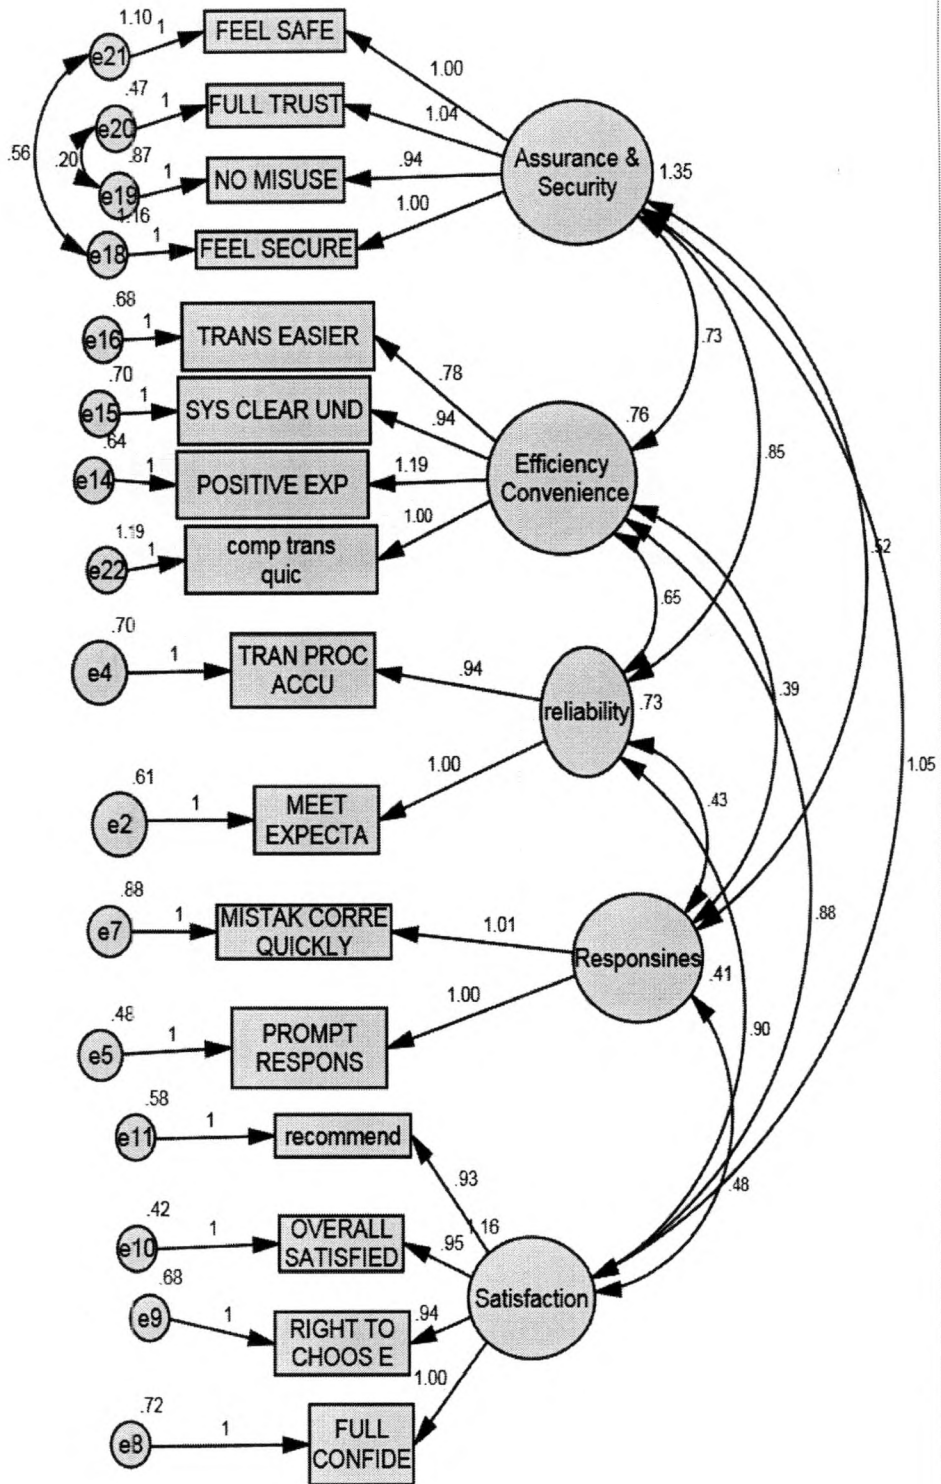 1.10
1
FEEL SAFE
e21
1.00
.47
1
FULL TRUST
e20
1.04
.56
.20
.87
1
NO MISUSE
.94
Assurance &
Security
1.35
e19
1.16
1.00
1
FEEL SECURE
e18
.68
1
TRANS EASIER
e16
.78
.73
.70
1
SYS CLEAR UND
e15
.94
.76
.85
.64
1
POSITIVE EXP
1.19
Efficiency
Convenience
e14
1.19
1
comp trans
quic
1.00
e22
.52
.65
.70
1
TRAN PROC
ACCU
.94
e4
.39
reliability
.73
1.05
.61
1
MEET
EXPECTA
1.00
e2
.43
.88
1
MISTAK CORRE
QUICKLY
1.01
e7
.88
Responsines
.41
.48
1
PROMPT
RESPONS
1.00
e5
.90
.58
1
recommend
e11
.93
.48
.42
1
OVERALL
SATISFIED
.95
1.16
e10
.68
1
RIGHT TO
CHOOS E
.94
Satisfaction
e9
1.00
.72
1
FULL
CONFIDE
e8